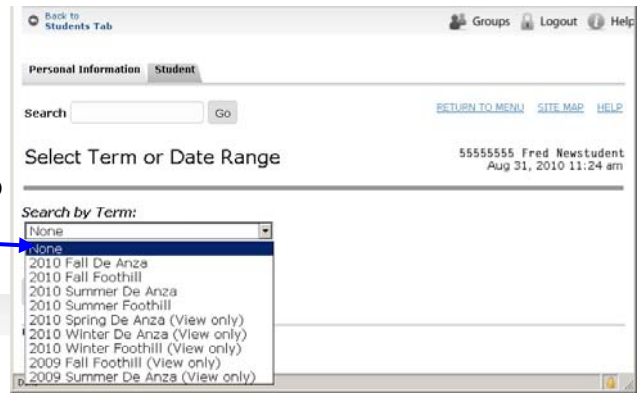 Back to
Students Tab
Groups Logout Help
Personal Information Student
Search Go RETURN TO MENU SITE MAP HELP
Select Term or Date Range
55555555 Fred Newstudent
Aug 31, 2010 11:24 am
Search by Term:
None
None
2010 Fall De Anza
2010 Fall Foothill
2010 Summer De Anza
2010 Summer Foothill
2010 Spring De Anza (View only)
2010 Winter De Anza (View only)
2010 Winter Foothill (View only)
2009 Fall Foothill (View only)
2009 Summer De Anza (View only)